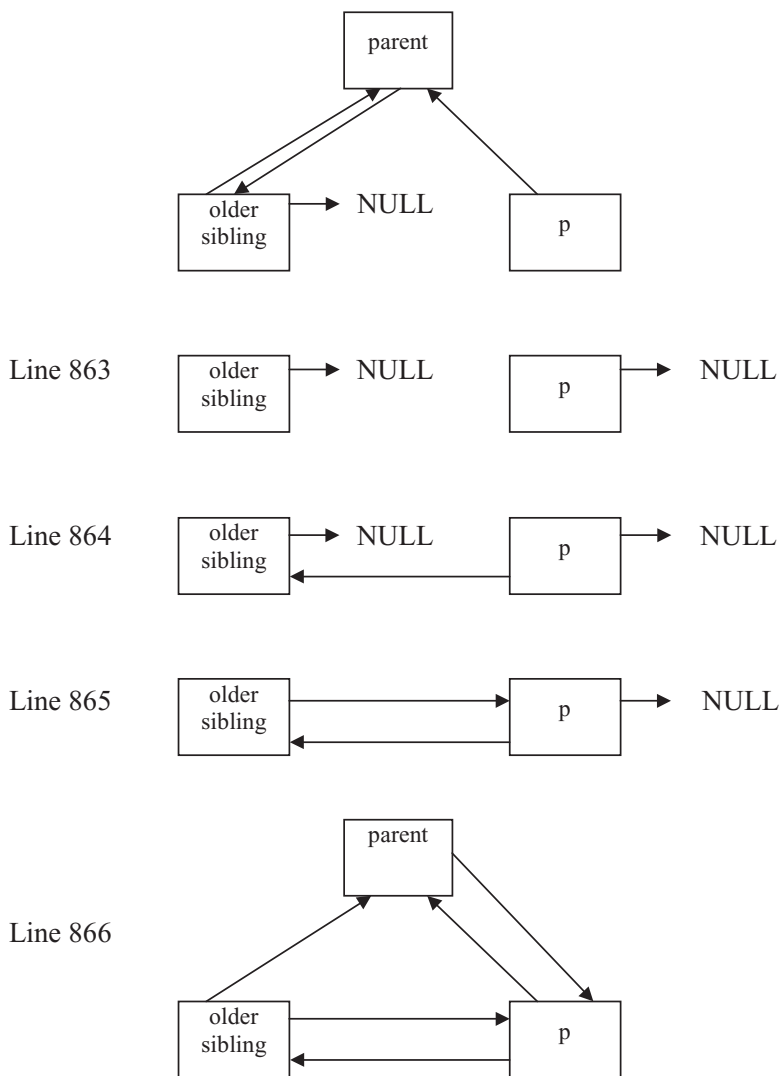 parent
older
sibling
NULL
p
Line 863
older
sibling
NULL
p
NULL
Line 864
older
sibling
NULL
p
NULL
Line 865
older
sibling
p
NULL
parent
Line 866
older
sibling
p